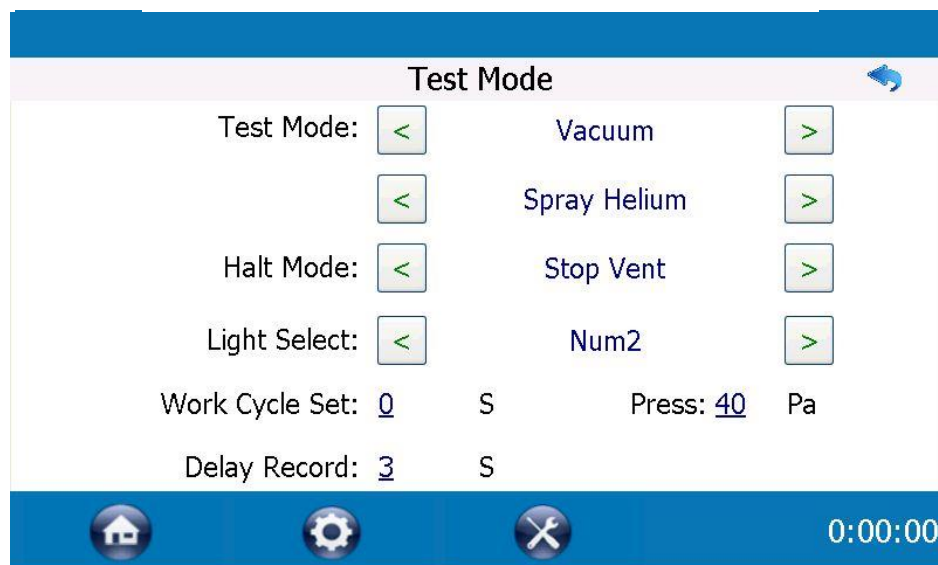 Test Mode
Test Mode: < Vacuum >
< Spray Helium >
Halt Mode: < Stop Vent >
Light Select: < Num2 >
Work Cycle Set: 0 S Press: 40 Pa
Delay Record: 3 S
0:00:00